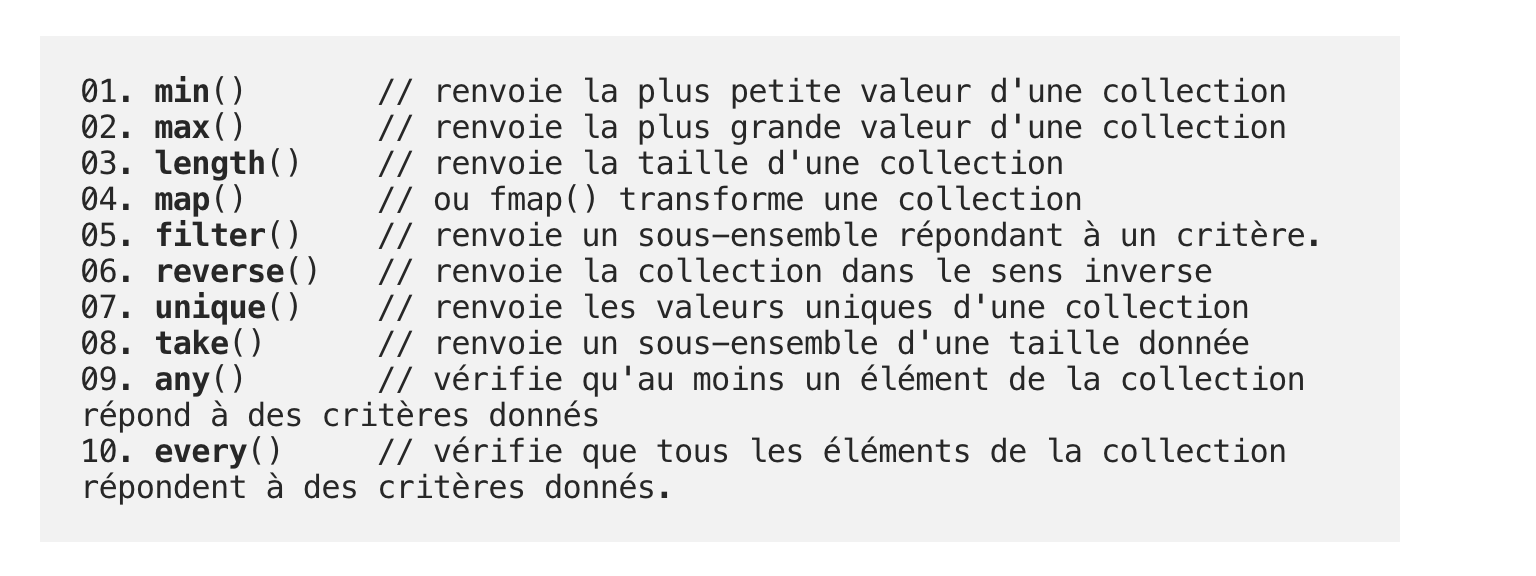 01. min()       // renvoie la plus petite valeur d'une collection
02. max()       // renvoie la plus grande valeur d'une collection
03. length()    // renvoie la taille d'une collection
04. map()       // ou fmap() transforme une collection
05. filter()    // renvoie un sous-ensemble répondant à un critère.
06. reverse()   // renvoie la collection dans le sens inverse
07. unique()    // renvoie les valeurs uniques d'une collection
08. take()      // renvoie un sous-ensemble d'une taille donnée
09. any()       // vérifie qu'au moins un élément de la collection
répond à des critères donnés
10. every()     // vérifie que tous les éléments de la collection
répondent à des critères donnés.